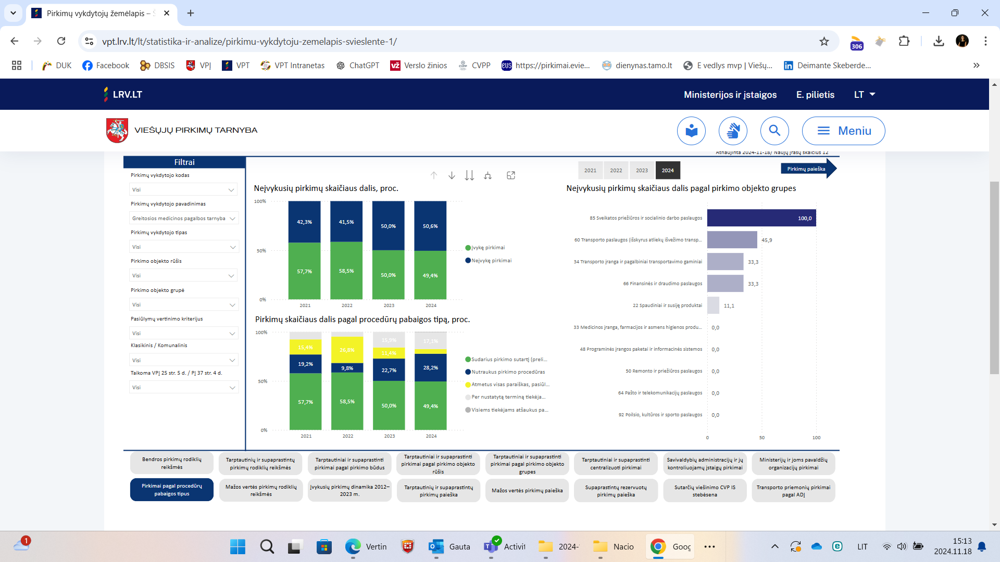 Pirkimų vykdytojų žemėlapis –
vpt.lrv.lt/lt/statistika-ir-analize/pirkimu-vykdytoju-zemelapis-svieslente-1/
306
DUK
Facebook
DBSIS
VPĮ
VPT
VPT Intranetas
ChatGPT
Verslo žinios
CVPP
https://pirkimai.evie...
dienynas.tamo.lt
E vedlys mvp | Viešų...
Deimante Skeberde...
LRV.LT
Ministerijos ir įstaigos
E. pilietis
LT
VIEŠŲJŲ PIRKIMŲ TARNYBA
Meniu
Atnaujinta 2024-11-18/ Naujų įrašų skaičius 12
Filtrai
Pirkimų vykdytojo kodas
Visi
Pirkimų vykdytojo pavadinimas
Greitosios medicinos pagalbos tarnyba
Pirkimų vykdytojo tipas
Visi
Pirkimo objekto rūšis
Visi
Pirkimo objekto grupė
Visi
Pasiūlymų vertinimo kriterijus
Visi
Klasikinis / Komunalinis
Visi
Taikoma VPĮ 25 str. 5 d. / PĮ 37 str. 4 d.
Visi
2021
2022
2023
2024
Pirkimų paieška
Neįvykusių pirkimų skaičiaus dalis, proc.
100%
50%
0%
42,3%
41,5%
50,0%
50,6%
57,7%
58,5%
50,0%
49,4%
2021
2022
2023
2024
Įvykę pirkimai
Neįvykę pirkimai
Pirkimų skaičiaus dalis pagal procedūrų pabaigos tipą, proc.
100%
50%
0%
15,4%
26,8%
15,9%
17,1%
11,4%
19,2%
9,8%
22,7%
28,2%
57,7%
58,5%
50,0%
49,4%
2021
2022
2023
2024
Sudarius pirkimo sutartį (preli...
Nutraukus pirkimo procedūras
Atmetus visas paraiškas, pasiūl...
Per nustatytą terminą tiekėja...
Visiems tiekėjams atšaukus pa...
Neįvykusių pirkimų skaičiaus dalis pagal pirkimo objekto grupes
85 Sveikatos priežiūros ir socialinio darbo paslaugos
100,0
60 Transporto paslaugos (išskyrus atliekų išvežimo transp...
45,9
34 Transporto įranga ir pagalbiniai transportavimo gaminiai
33,3
66 Finansinės ir draudimo paslaugos
33,3
22 Spaudiniai ir susiję produktai
11,1
33 Medicinos įranga, farmacijos ir asmens higienos produ...
0,0
48 Programinės įrangos paketai ir informacinės sistemos
0,0
50 Remonto ir priežiūros paslaugos
0,0
64 Pašto ir telekomunikacijų paslaugos
0,0
92 Poilsio, kultūros ir sporto paslaugos
0,0
0
50
100
Bendros pirkimų rodiklių
reikšmės
Tarptautinių ir supaprastintų
pirkimų rodiklių reikšmės
Tarptautiniai ir supaprastinti
pirkimai pagal pirkimo būdus
Tarptautiniai ir supaprastinti
pirkimai pagal pirkimo objekto
rūšis
Tarptautiniai ir supaprastinti
pirkimai pagal pirkimo objekto
grupes
Tarptautiniai ir supaprastinti
centralizuoti pirkimai
Savivaldybių administracijų ir jų
kontroliuojamų įstaigų pirkimai
Ministerijų ir joms pavaldžių
organizacijų pirkimai
Pirkimai pagal procedūrų
pabaigos tipus
Mažos vertės pirkimų rodiklių
reikšmės
Įvykusių pirkimų dinamika 2012–
2023 m.
Tarptautinių ir supaprastintų
pirkimų paieška
Mažos vertės pirkimų paieška
Supaprastintų rezervuotų
pirkimų paieška
Sutarčių viešinimo CVP IS
stebėsena
Transporto priemonių pirkimai
pagal ADĮ
1
Vertin
Gauta
Activit
2024-
Nacio
Goog
LIT
15:13
2024.11.18